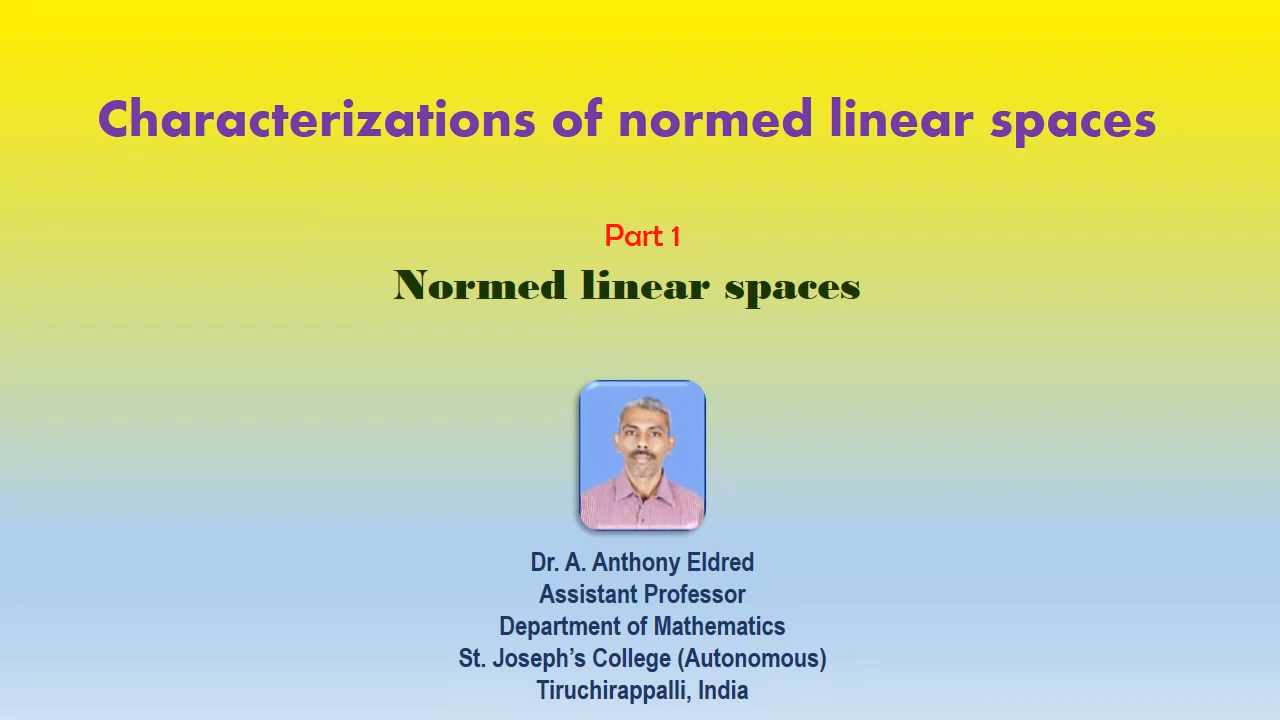 Characterizations of normed linear spaces
Part 1
Normed linear spaces
Dr. A. Anthony Eldred
Assistant Professor
Department of Mathematics
St. Joseph’s College (Autonomous)
Tiruchirappalli, India